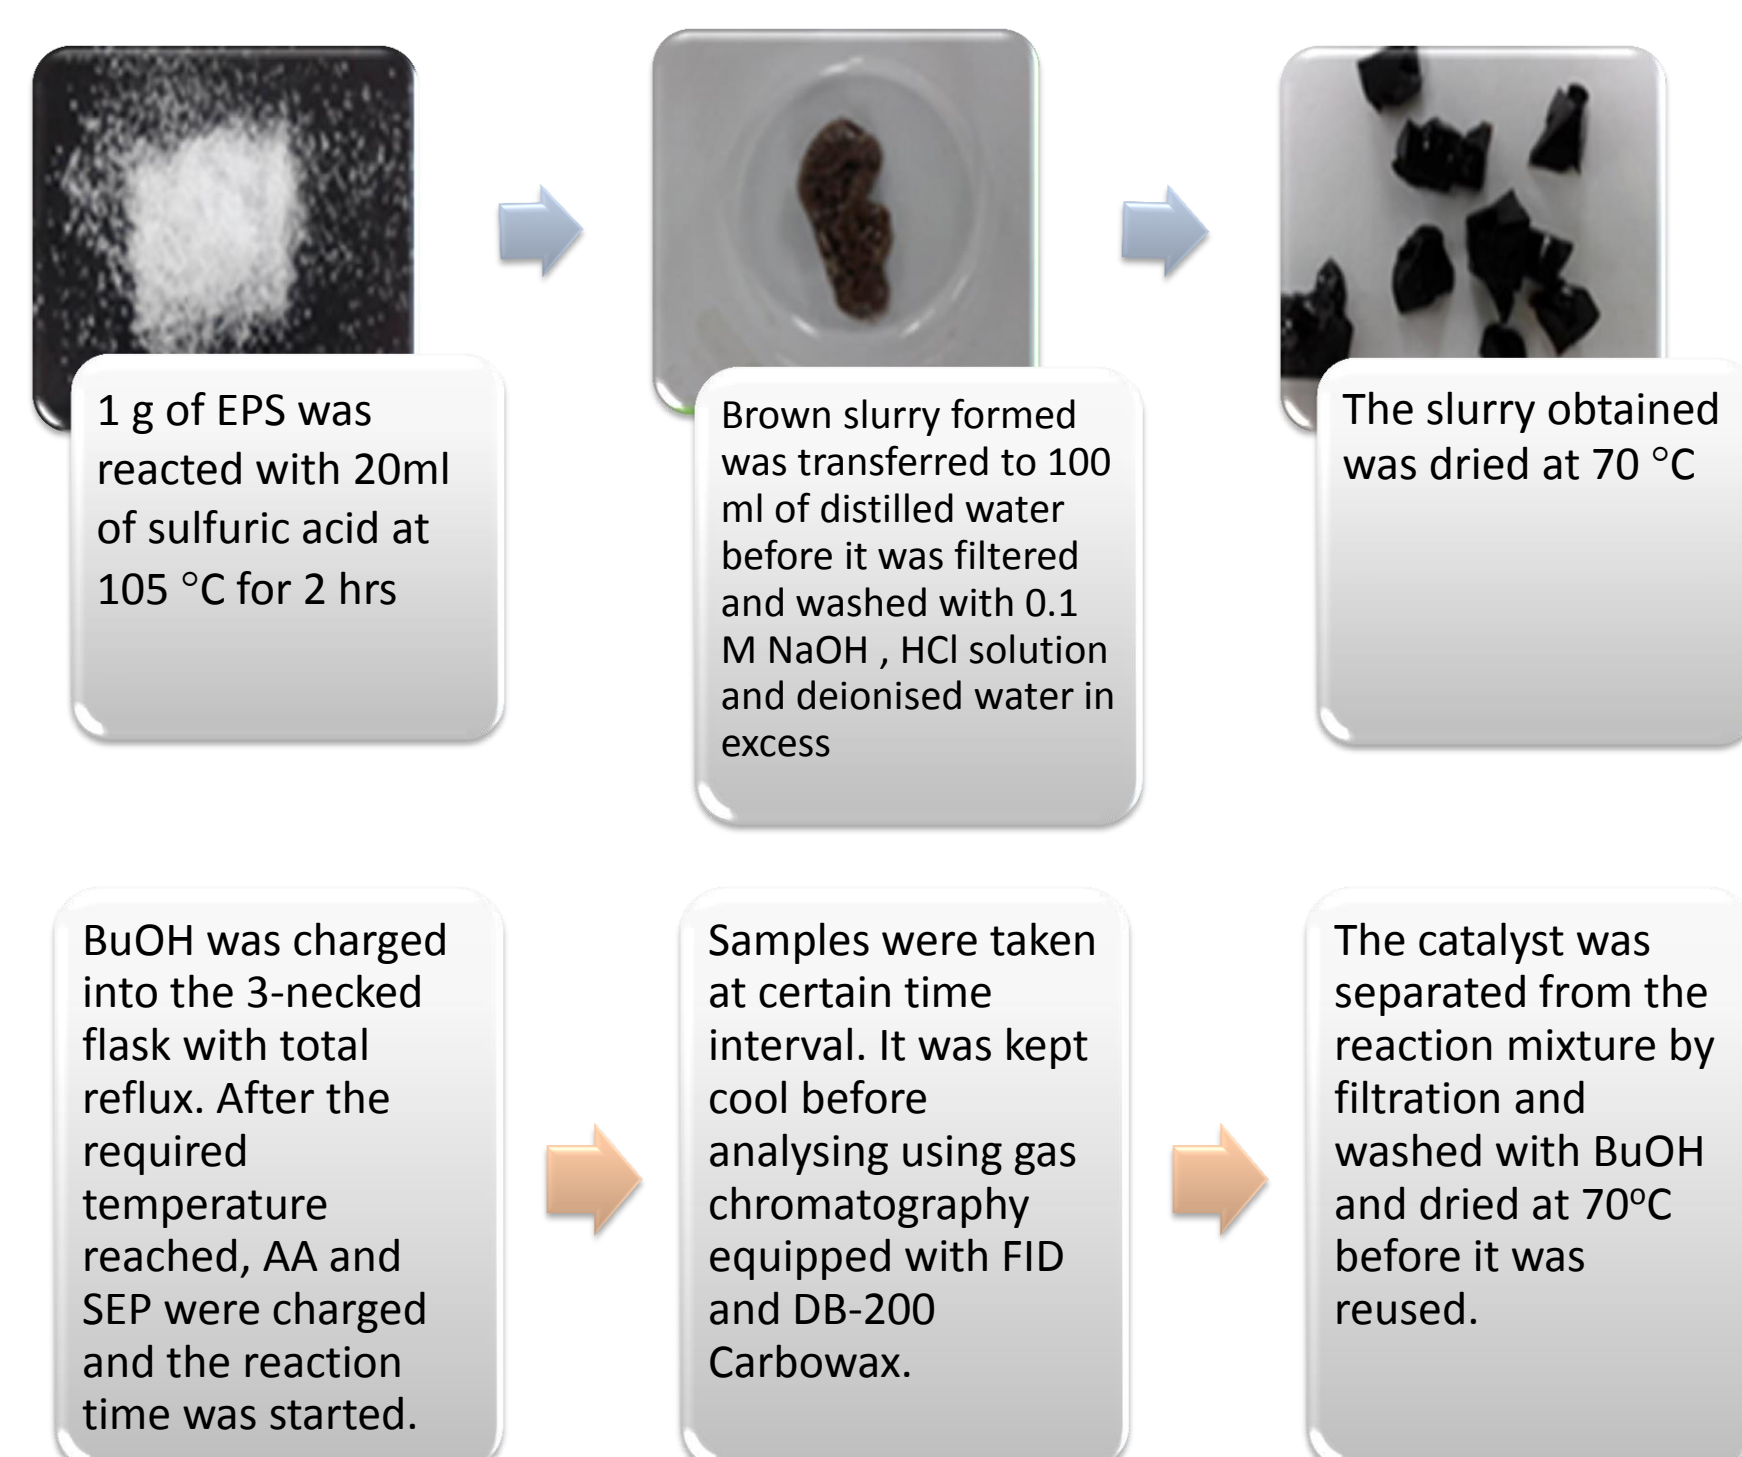 1 g of EPS was
reacted with 20ml
of sulfuric acid at
105 °C for 2 hrs
Brown slurry formed
was transferred to 100
ml of distilled water
before it was filtered
and washed with 0.1
M NaOH , HCl solution
and deionised water in
excess
The slurry obtained
was dried at 70 °C
BuOH was charged
into the 3-necked
flask with total
reflux. After the
required
temperature
reached, AA and
SEP were charged
and the reaction
time was started.
Samples were taken
at certain time
interval. It was kept
cool before
analysing using gas
chromatography
equipped with FID
and DB-200
Carbowax.
The catalyst was
separated from the
reaction mixture by
filtration and
washed with BuOH
and dried at 70°C
before it was
reused.